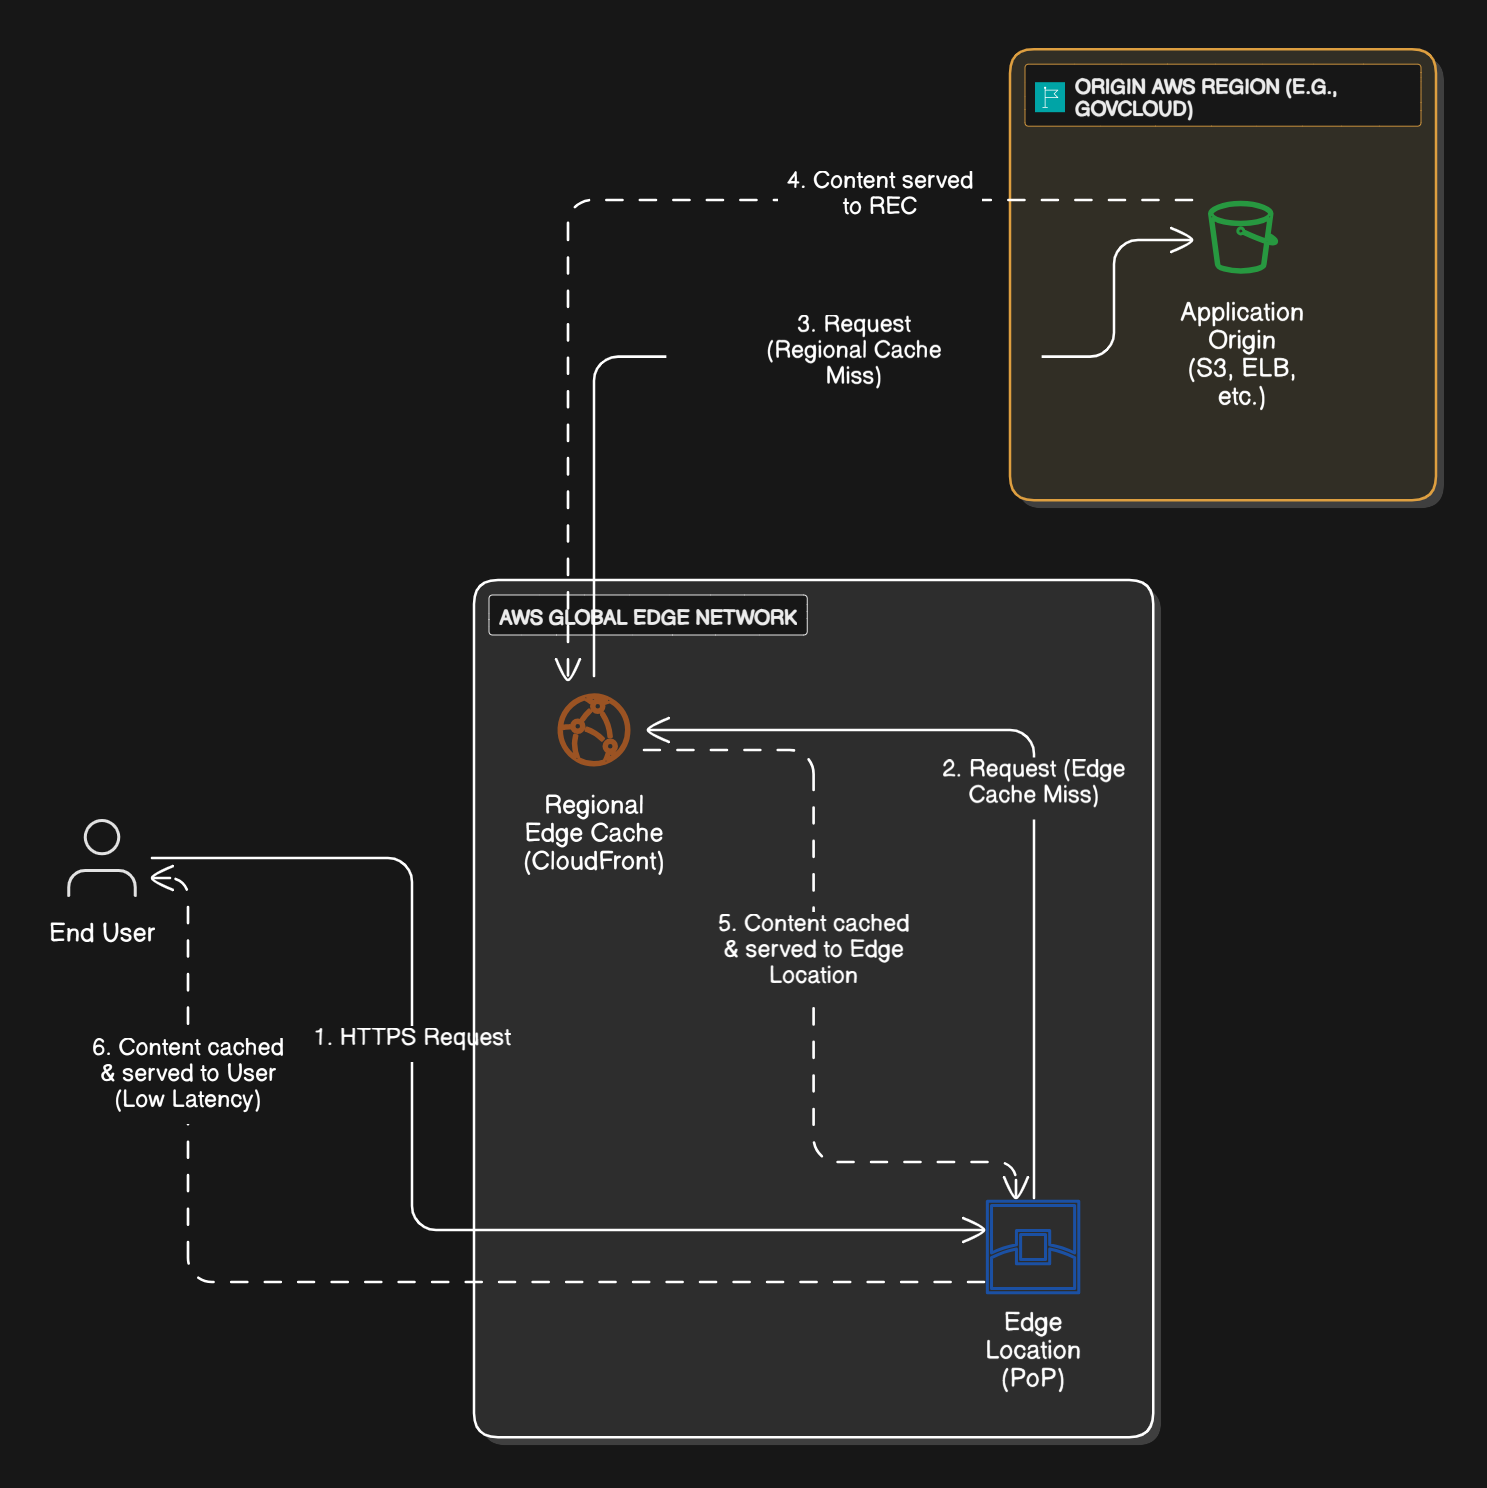 ORIGIN AWS REGION (E.G.,
GOVCLOUD)
4. Content served
to REC
3. Request
(Regional Cache
Miss)
Application
Origin
(S3, ELB,
etc.)
AWS GLOBAL EDGE NETWORK
2. Request (Edge
Cache Miss)
Regional
Edge Cache
(CloudFront)
End User
5. Content cached
& served to Edge
Location
1. HTTPS Request
6. Content cached
& served to User
(Low Latency)
Edge
Location
(PoP)